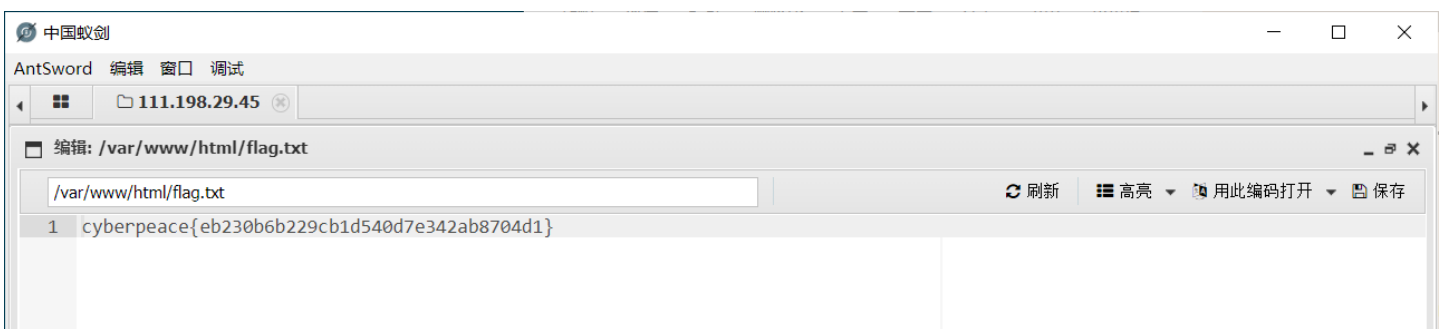 中国蚁剑
AntSword 编辑 窗口 调试
111.198.29.45
编辑: /var/www/html/flag.txt
/var/www/html/flag.txt 刷新 高亮 用此编码打开 保存
1 cyberpeace{eb230b6b229cb1d540d7e342ab8704d1}